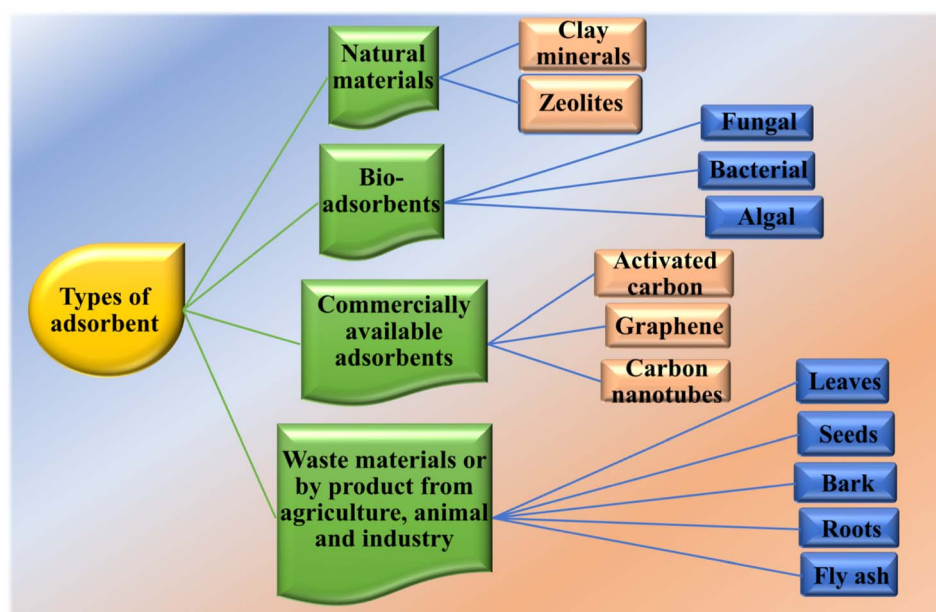 Types of
adsorbent
Natural
materials
Clay
minerals
Zeolites
Bio-
adsorbents
Fungal
Bacterial
Algal
Commercially
available
adsorbents
Activated
carbon
Graphene
Carbon
nanotubes
Waste materials or
by product from
agriculture, animal
and industry
Leaves
Seeds
Bark
Roots
Fly ash